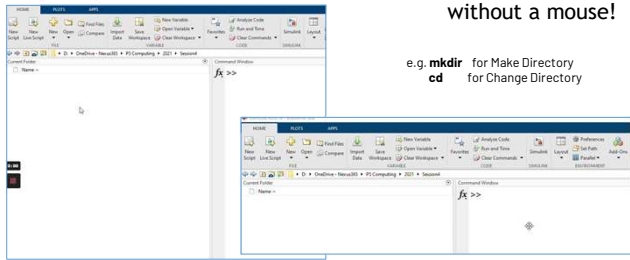 without a mouse!
e.g. mkdir for Make Directory
cd for Change Directory
HOME PLOTS APPS
New Script New Live Script New Open Find Files Compare Import Data Save Workspace New Variable Open Variable Clear Workspace Favorites Analyze Code Run and Time Clear Commands Simulink Layout
FILE VARIABLE CODE SIMULINK
D: OneDrive - Nexus365 P3 Computing 2021 Session4
Current Folder Command Window
Name
fx >>
HOME PLOTS APPS
New Script New Live Script New Open Find Files Compare Import Data Save Workspace New Variable Open Variable Clear Workspace Favorites Analyze Code Run and Time Clear Commands Simulink Layout Preferences Set Path Parallel Add-Ons
FILE VARIABLE CODE SIMULINK ENVIRONMENT
D: OneDrive - Nexus365 P3 Computing 2021 Session4
Current Folder Command Window
Name
fx >>